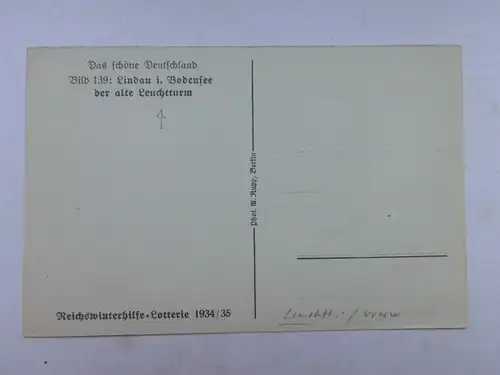 Das schöne Deutschland
Bild 139: Lindau i. Bodensee
der alte Leuchtturm
Phot. A. Rupp, Berlin
Reichswinterhilfe-Lotterie 1934/35